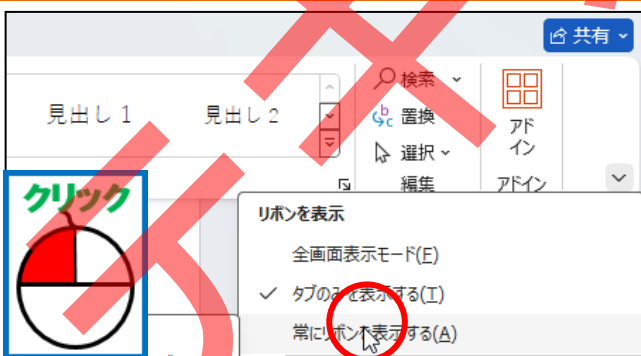 共有
検索
見出し 1 見出し 2
置換
アド
イン
選択
編集 アドイン
クリック
リボンを表示
全画面表示モード(F)
タブのみを表示する(T)
常にリボンを表示する(A)